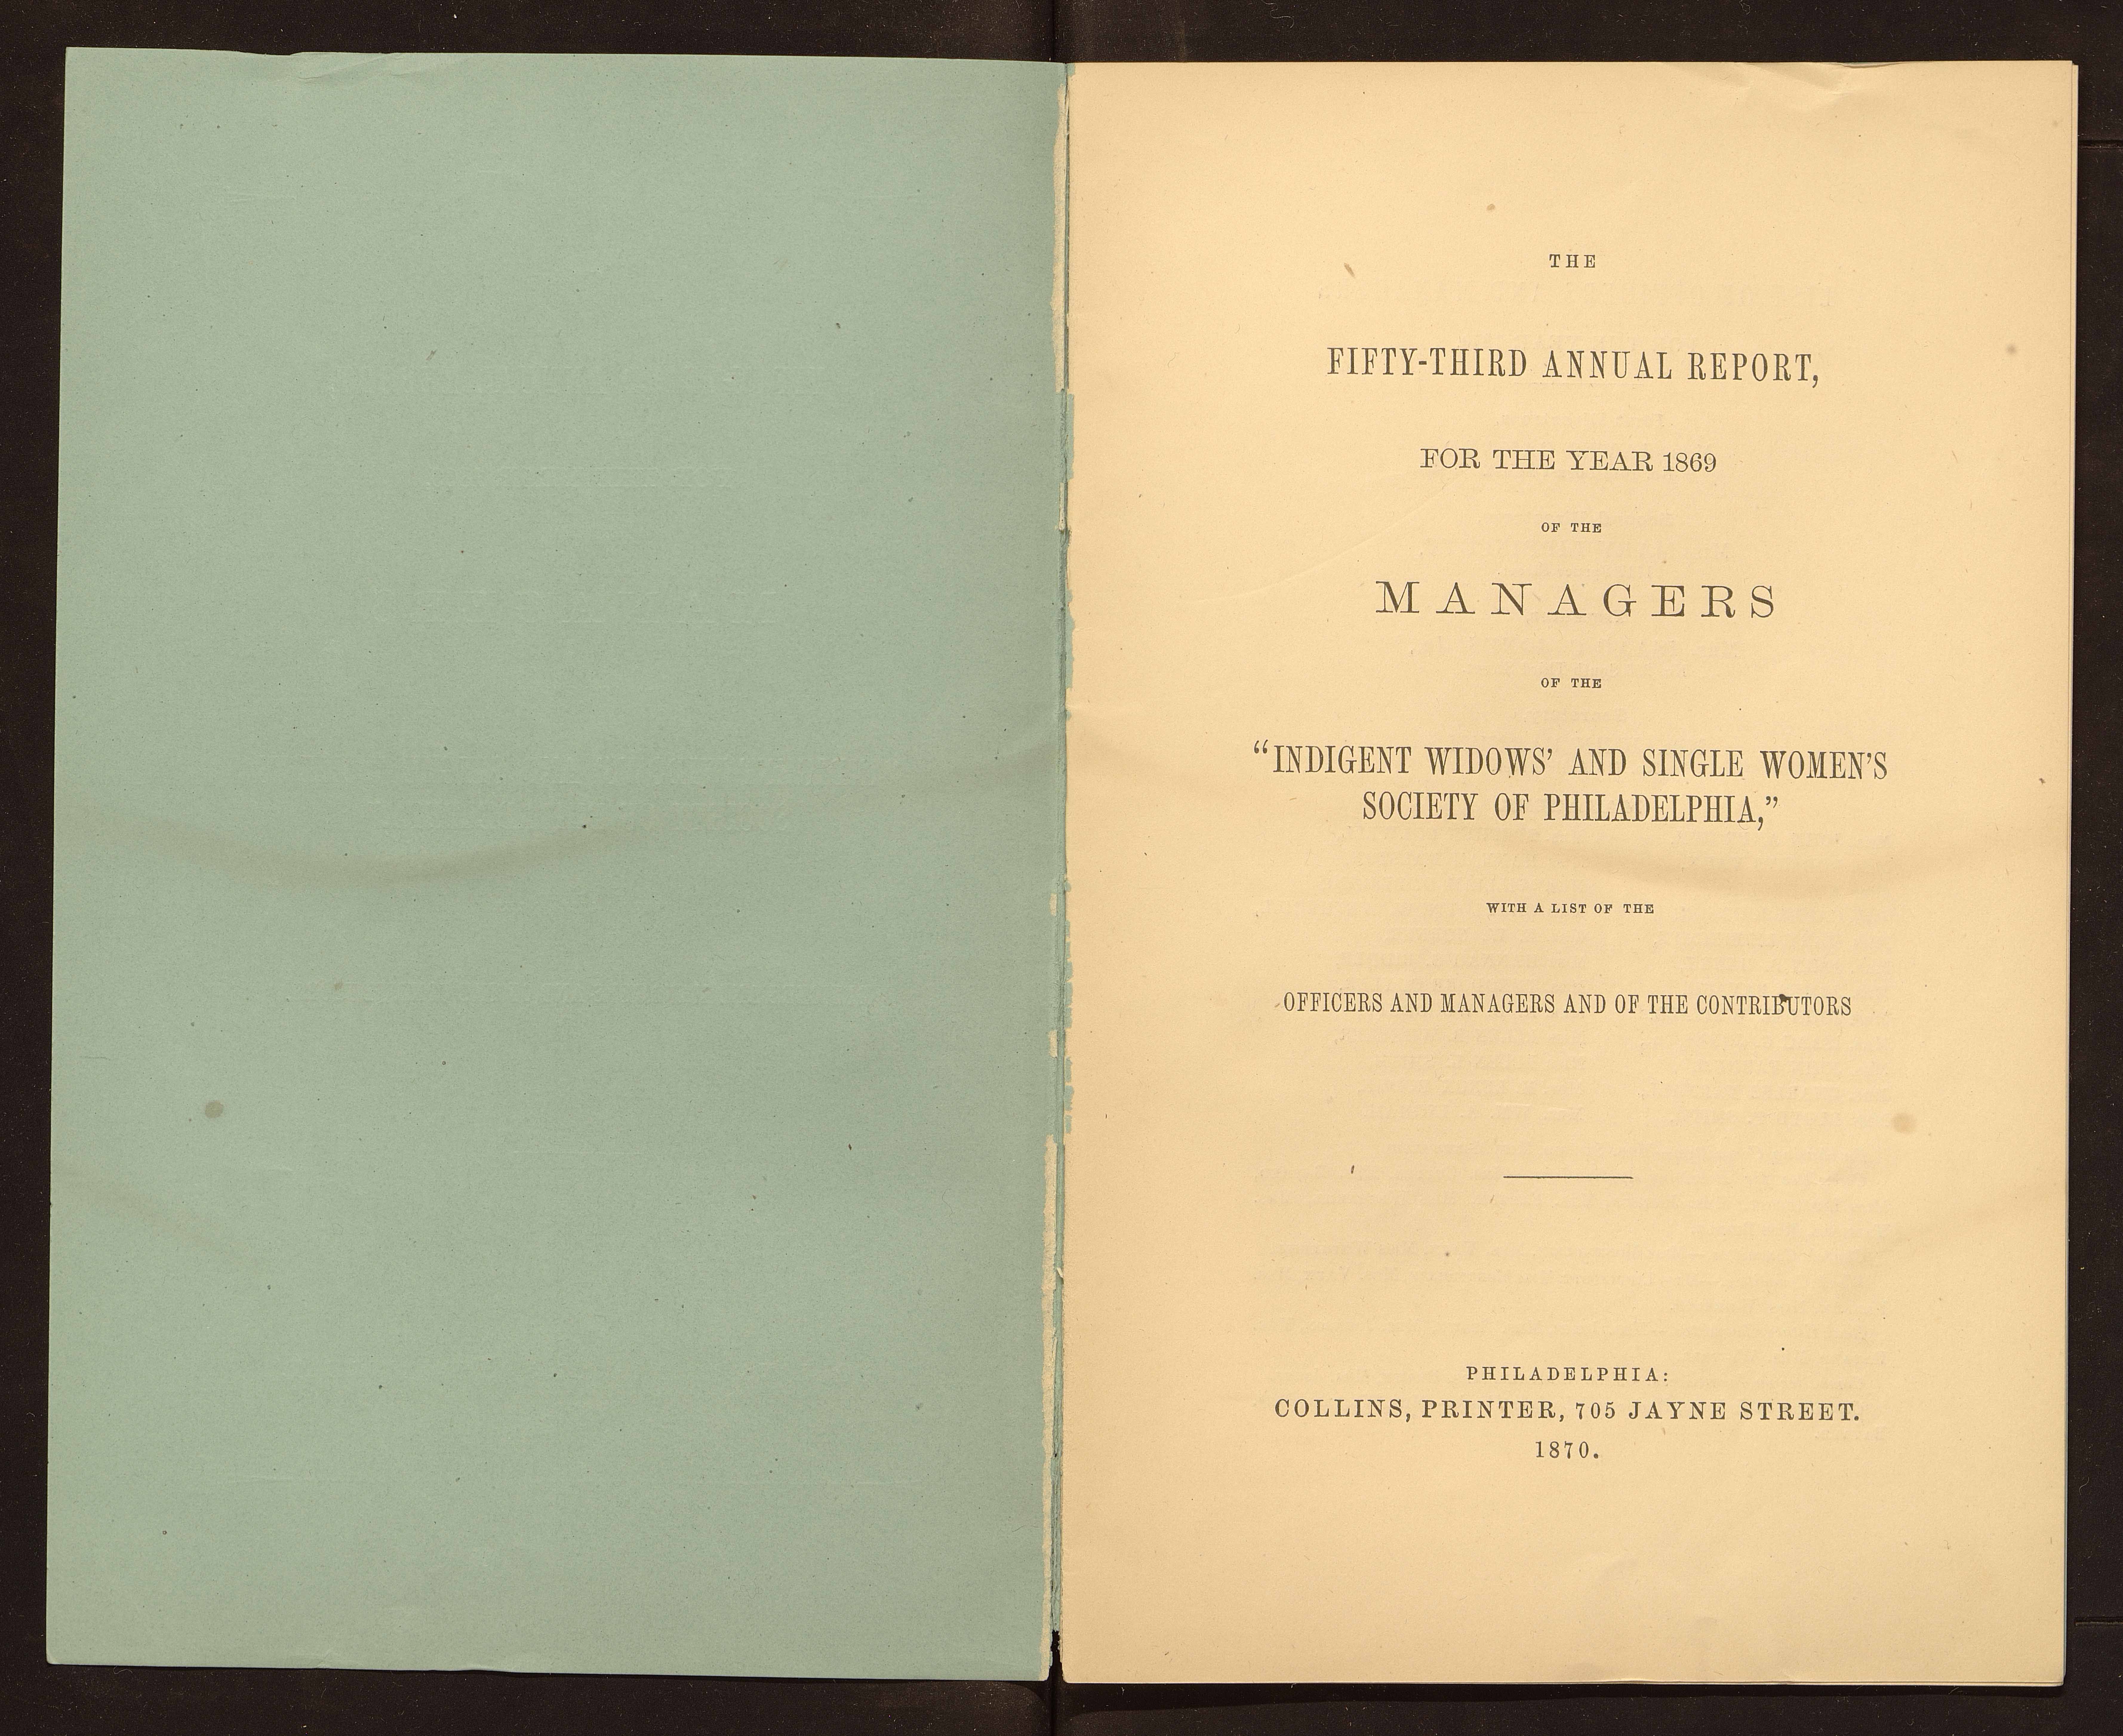 THE
FIFTY-THIRD ANNUAL REPORT,
FOR THE YEAR 1869
OF THE
MANAGERS
OF THE
“INDIGENT WIDOWS’ AND SINGLE WOMEN’S
SOCIETY OF PHILADELPHIA,”
WITH A LIST OF THE
OFFICERS AND MANAGERS AND OF THE CONTRIBUTORS
PHILADELPHIA:
COLLINS, PRINTER, 705 JAYNE STREET.
1870.